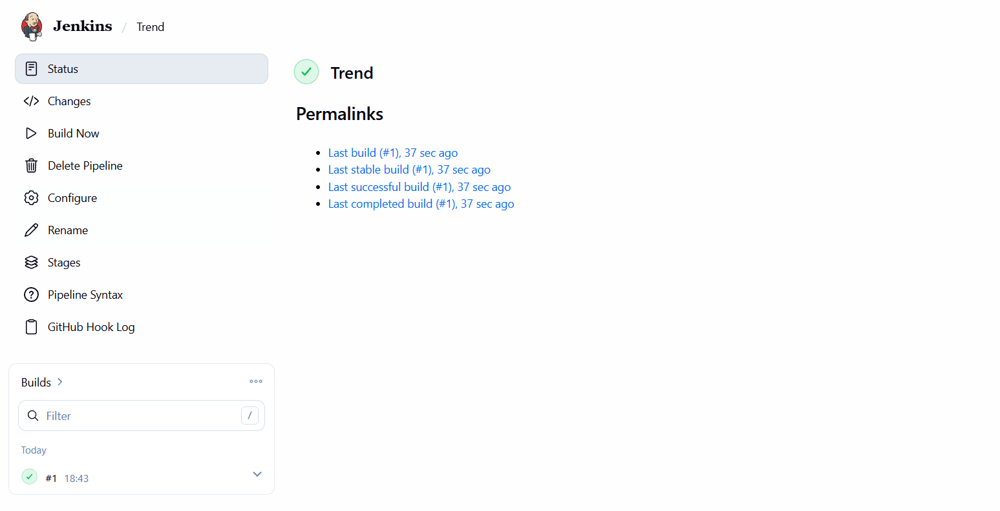 Jenkins / Trend
Status
Changes
Build Now
Delete Pipeline
Configure
Rename
Stages
Pipeline Syntax
GitHub Hook Log
Builds
Filter /
Today
#1 18:43
Trend
Permalinks
Last build (#1), 37 sec ago
Last stable build (#1), 37 sec ago
Last successful build (#1), 37 sec ago
Last completed build (#1), 37 sec ago